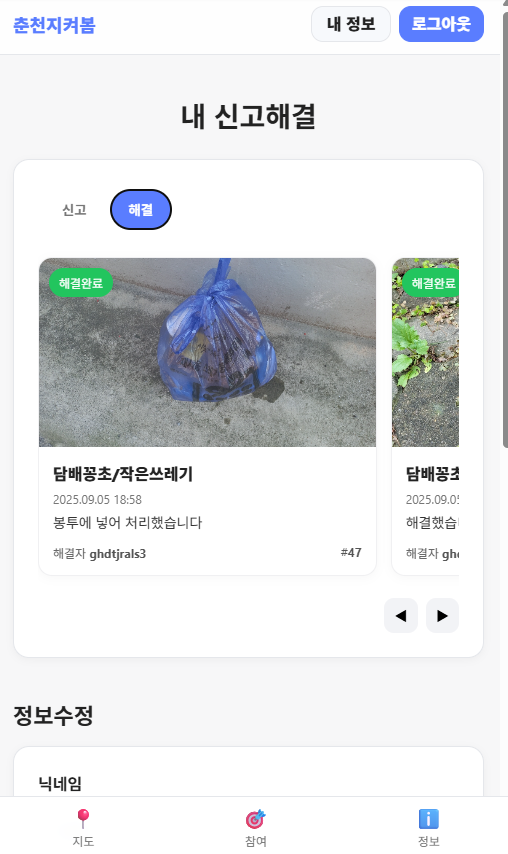 춘천지켜봄
내 정보
로그아웃
내 신고해결
신고
해결
해결완료
해결완료
담배꽁초/작은쓰레기
담배꽁초
2025.09.05 18:58
2025.09.05
봉투에 넣어 처리했습니다
해결했습
해결자 ghdtjrals3
#47
해결자 ghd
◀
▶
정보수정
닉네임
지도
참여
정보